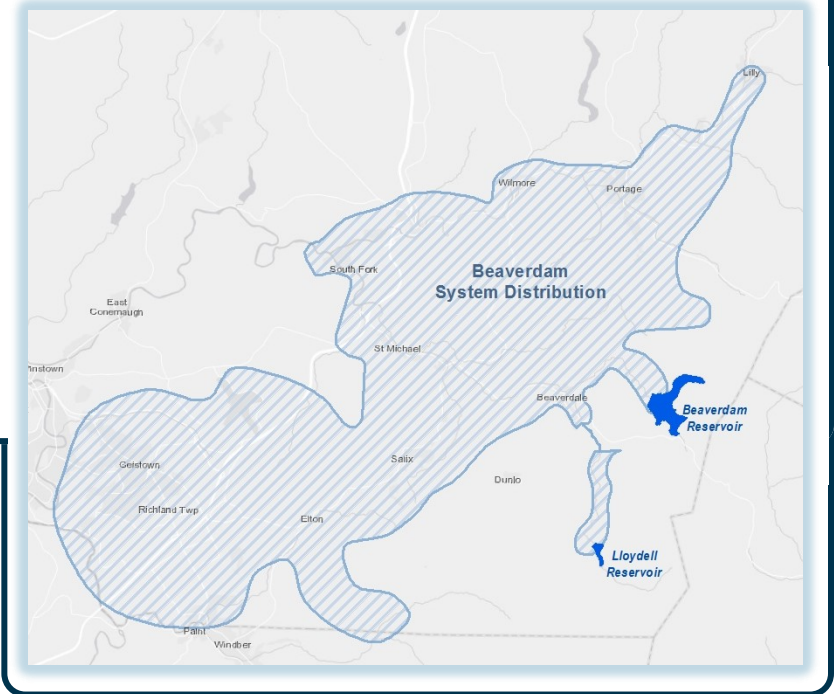 Lilly
Wilmore
Portage
South Fork
Beaverdam
System Distribution
East
Conemaugh
St Michael
nnstown
Beaverdale
Beaverdam
Reservoir
Salix
Geistown
Dunlo
Richland Twp
Elton
Lloydell
Reservoir
Paint
Windber